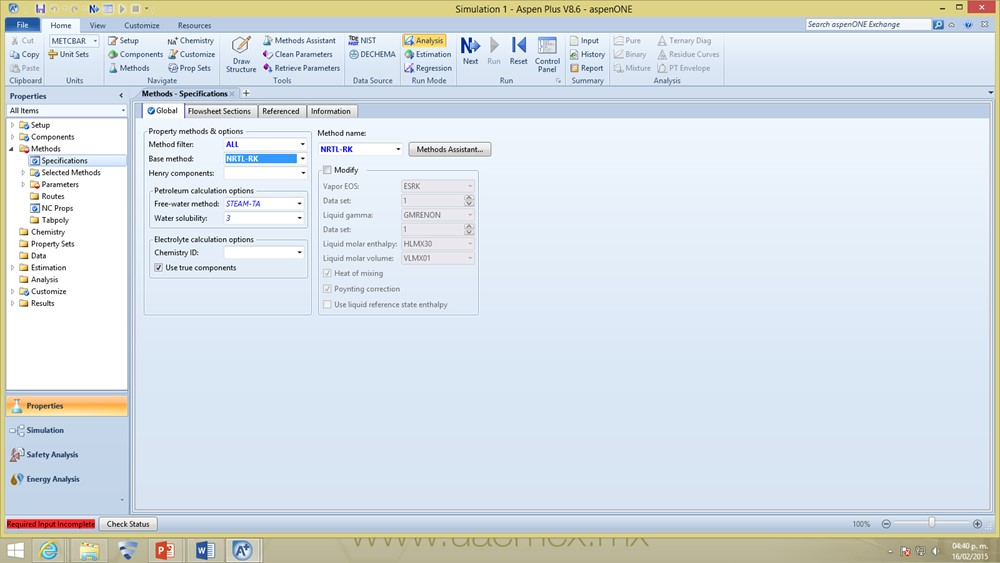 Simulation 1 - Aspen Plus V8.6 - aspenONE
File Home View Customize Resources
Search aspenONE Exchange
Cut METCBAR Setup Chemistry Methods Assistant NIST Analysis Input Pure Ternary Diag
Copy Unit Sets Components Customize Clean Parameters DECHEMA Estimation History Binary Residue Curves
Paste Methods Prop Sets Draw Structure Retrieve Parameters Regression Next Run Reset Control Panel Report Mixture PT Envelope
Clipboard Units Navigate Tools Data Source Run Mode Run Summary Analysis
Properties
All Items
Setup
Components
Methods
Specifications
Selected Methods
Parameters
Routes
NC Props
Tabpoly
Chemistry
Property Sets
Data
Estimation
Analysis
Customize
Results
Properties
Simulation
Safety Analysis
Energy Analysis
Methods - Specifications
Global Flowsheet Sections Referenced Information
Property methods & options
Method filter: ALL
Base method: NRTL-RK
Henry components:
Petroleum calculation options
Free-water method: STEAM-TA
Water solubility: 3
Electrolyte calculation options
Chemistry ID:
Use true components
Method name:
NRTL-RK Methods Assistant...
Modify
Vapor EOS: ESRK
Data set: 1
Liquid gamma: GMRENON
Data set: 1
Liquid molar enthalpy: HLMX30
Liquid molar volume: VLMX01
Heat of mixing
Poynting correction
Use liquid reference state enthalpy
Required Input Incomplete Check Status
100%
04:40 p. m.
16/02/2015